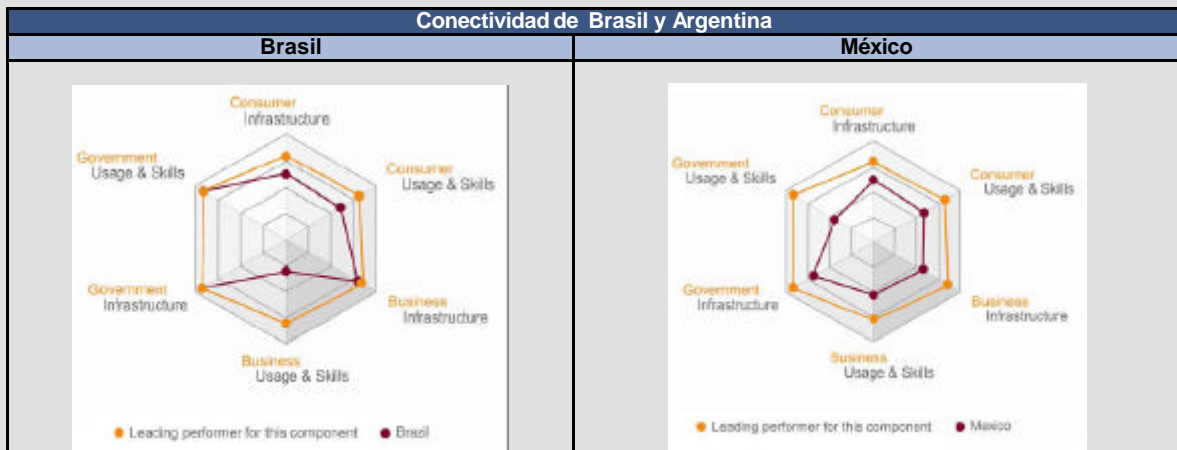 Conectividad de Brasil y Argentina
Brasil
México
Consumer
Infrastructure
Government
Usage & Skills
Consumer
Usage & Skills
Government
Infrastructure
Business
Infrastructure
Business
Usage & Skills
Leading performer for this component
Brazil
Consumer
Infrastructure
Government
Usage & Skills
Consumer
Usage & Skills
Government
Infrastructure
Business
Infrastructure
Business
Usage & Skills
Leading performer for this component
Mexico